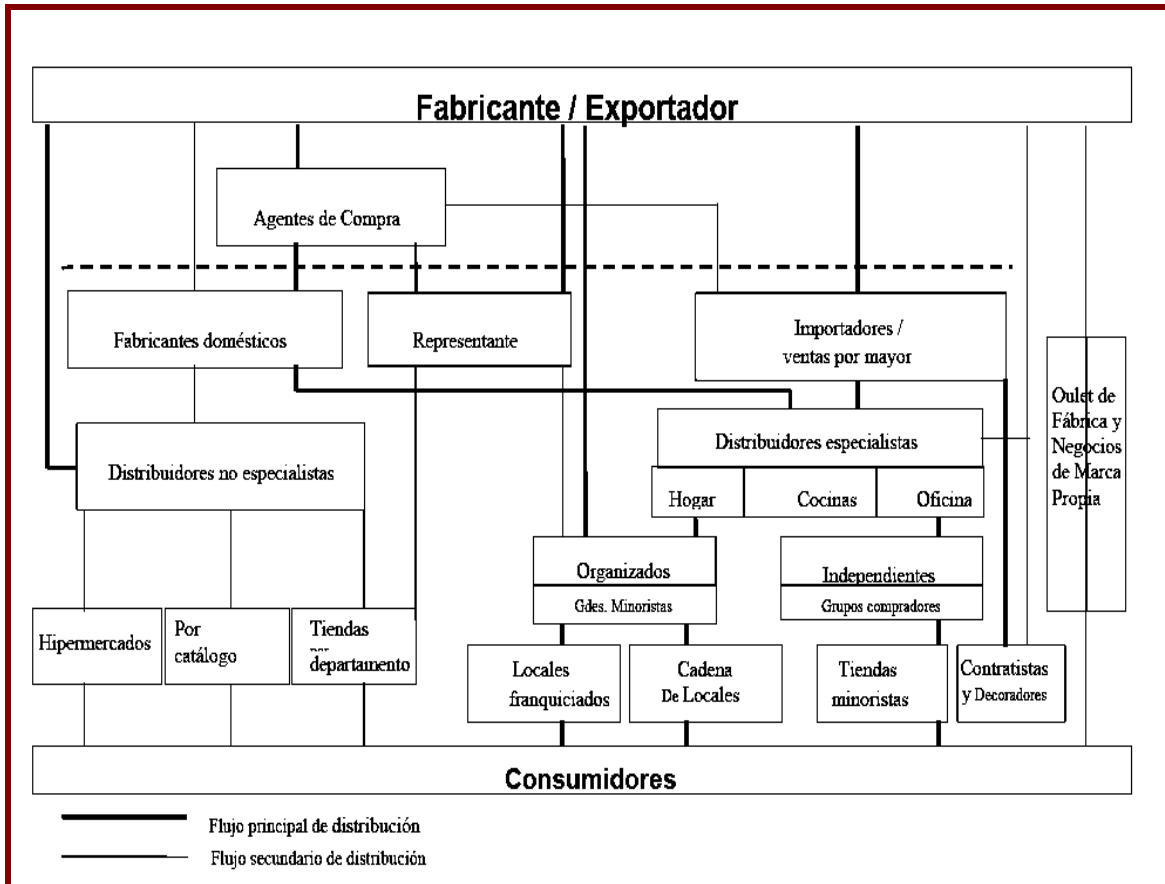 Fabricante / Exportador
Agentes de Compra
Fabricantes domésticos
Representante
Importadores /
ventas por mayor
Oulet de
Fábrica y
Negocios
de Marca
Propia
Distribuidores no especialistas
Distribuidores especialistas
Hogar
Cocinas
Oficina
Organizados
Gdes. Minoristas
Independientes
Grupos compradores
Hipermercados
Por
catálogo
Tiendas
departamento
Locales
franquiciados
Cadena
De Locales
Tiendas
minoristas
Contratistas
y Decoradores
Consumidores
Flujo principal de distribución
Flujo secundario de distribución